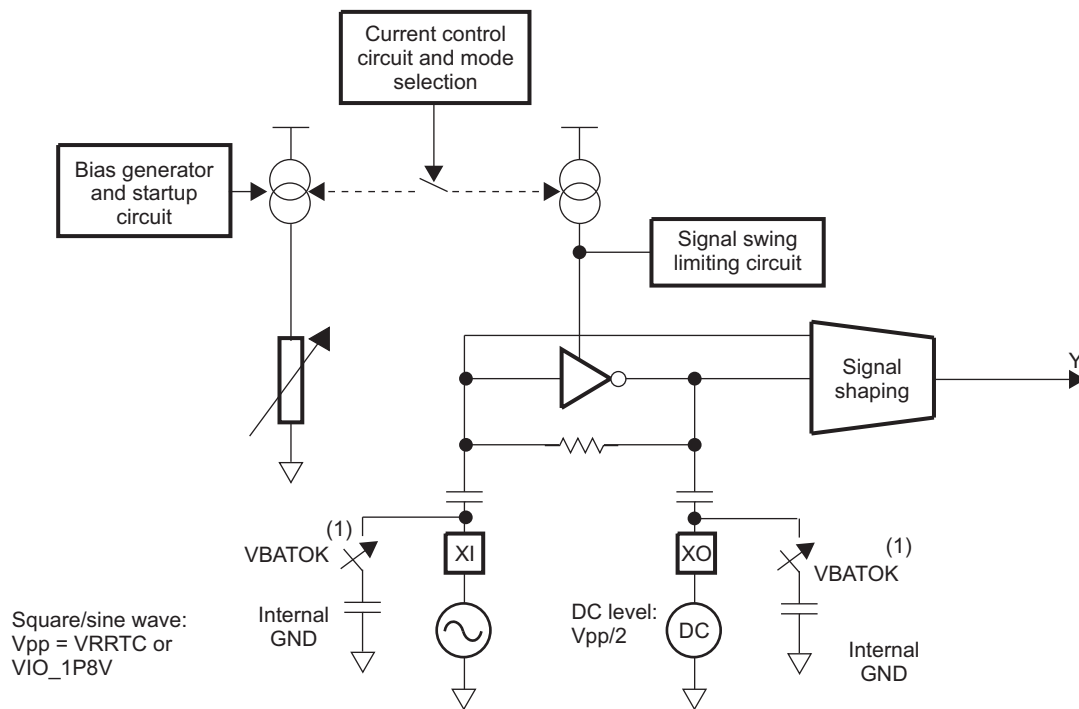 Current control
circuit and mode
selection
Bias generator
and startup
circuit
Signal swing
limiting circuit
Signal
shaping
Y
(1)
VBATOK
XI
XO
(1)
VBATOK
Square/sine wave:
Vpp = VRRTC or
VIO_1P8V
Internal
GND
DC level:
Vpp/2
DC
Internal
GND